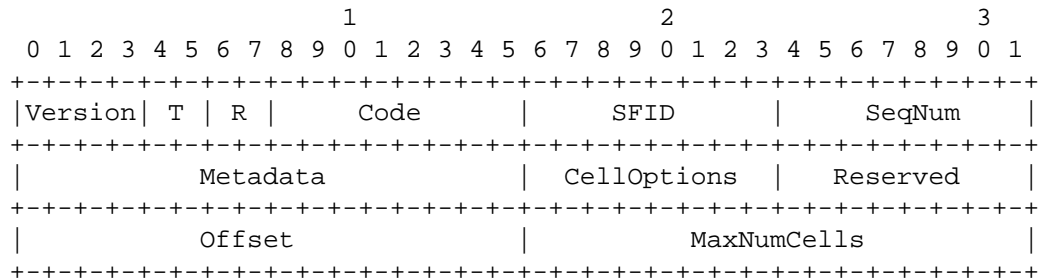 1                   2                   3
 0 1 2 3 4 5 6 7 8 9 0 1 2 3 4 5 6 7 8 9 0 1 2 3 4 5 6 7 8 9 0 1
+-+-+-+-+-+-+-+-+-+-+-+-+-+-+-+-+-+-+-+-+-+-+-+-+-+-+-+-+-+-+-+-+
|Version| T | R |     Code      |     SFID      |     SeqNum    |
+-+-+-+-+-+-+-+-+-+-+-+-+-+-+-+-+-+-+-+-+-+-+-+-+-+-+-+-+-+-+-+-+
|           Metadata            |  CellOptions  |   Reserved    |
+-+-+-+-+-+-+-+-+-+-+-+-+-+-+-+-+-+-+-+-+-+-+-+-+-+-+-+-+-+-+-+-+
|           Offset              |          MaxNumCells          |
+-+-+-+-+-+-+-+-+-+-+-+-+-+-+-+-+-+-+-+-+-+-+-+-+-+-+-+-+-+-+-+-+